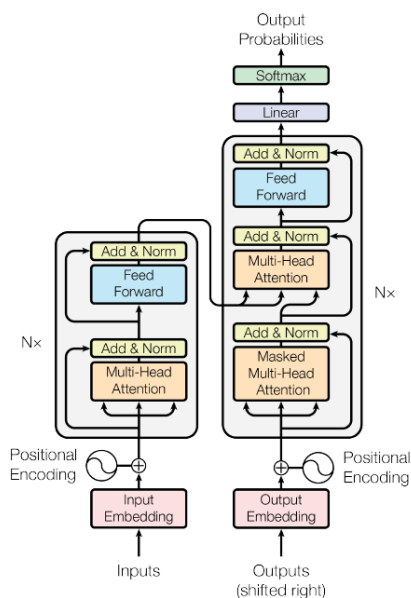 Output
Probabilities
Softmax
Linear
Add & Norm
Feed
Forward
Add & Norm
Multi-Head
Attention
Add & Norm
Masked
Multi-Head
Attention
N×
Add & Norm
Feed
Forward
Add & Norm
Multi-Head
Attention
N×
Positional
Encoding
Positional
Encoding
Input
Embedding
Output
Embedding
Inputs
Outputs
(shifted right)